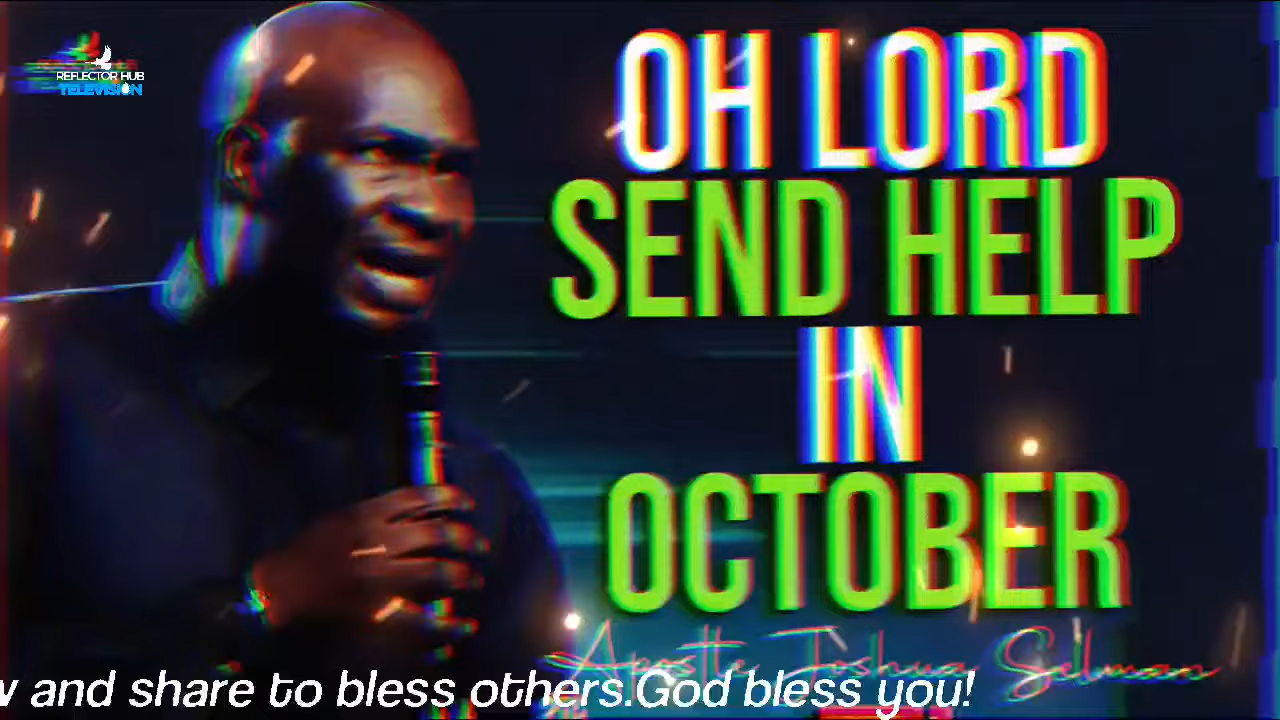 REFLECTOR HUB
TELEVISION
OH LORD
SEND HELP
IN
OCTOBER
Apostle Joshua Selman
and share to bless others.God bless you!